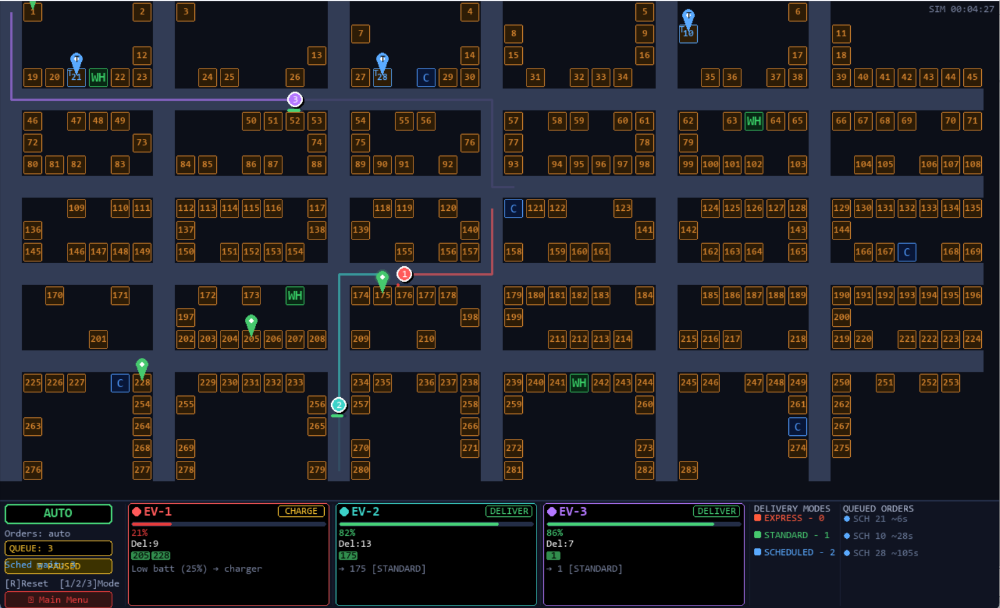 SIM 00:04:27
1 2 3 4 5 6
7 8 9 T10 11
12 13 14 15 16 17 18
19 20 T21 WH 22 23 24 25 26 27 T28 C 29 30 31 32 33 34 35 36 37 38 39 40 41 42 43 44 45
3
46 47 48 49 50 51 52 53 54 55 56 57 58 59 60 61 62 63 WH 64 65 66 67 68 69 70 71
72 73 74 75 76 77 78 79
80 81 82 83 84 85 86 87 88 89 90 91 92 93 94 95 96 97 98 99 100 101 102 103 104 105 106 107 108
109 110 111 112 113 114 115 116 117 118 119 120 C 121 122 123 124 125 126 127 128 129 130 131 132 133 134 135
136 137 138 139 140 141 142 143 144
145 146 147 148 149 150 151 152 153 154 155 156 157 158 159 160 161 162 163 164 165 166 167 C 168 169
1
170 171 172 173 WH 174 175 176 177 178 179 180 181 182 183 184 185 186 187 188 189 190 191 192 193 194 195 196
197 198 199 200
201 202 203 204 205 206 207 208 209 210 211 212 213 214 215 216 217 218 219 220 221 222 223 224
225 226 227 C 228 229 230 231 232 233 234 235 236 237 238 239 240 241 WH 242 243 244 245 246 247 248 249 250 251 252 253
254 255 256 2 257 258 259 260 261 262
263 264 265 266 C 267
268 269 270 271 272 273 274 275
276 277 278 279 280 281 282 283
AUTO
Orders: auto
QUEUE: 3
PAUSED
[R]Reset [1/2/3]Mode
Main Menu
EV-1 CHARGE
21%
Del:9
205 228
Low batt (25%) → charger
EV-2 DELIVER
82%
Del:13
175
→ 175 [STANDARD]
EV-3 DELIVER
86%
Del:7
1
→ 1 [STANDARD]
DELIVERY MODES
EXPRESS - 0
STANDARD - 1
SCHEDULED - 2
QUEUED ORDERS
SCH 21 ~6s
SCH 10 ~28s
SCH 28 ~105s